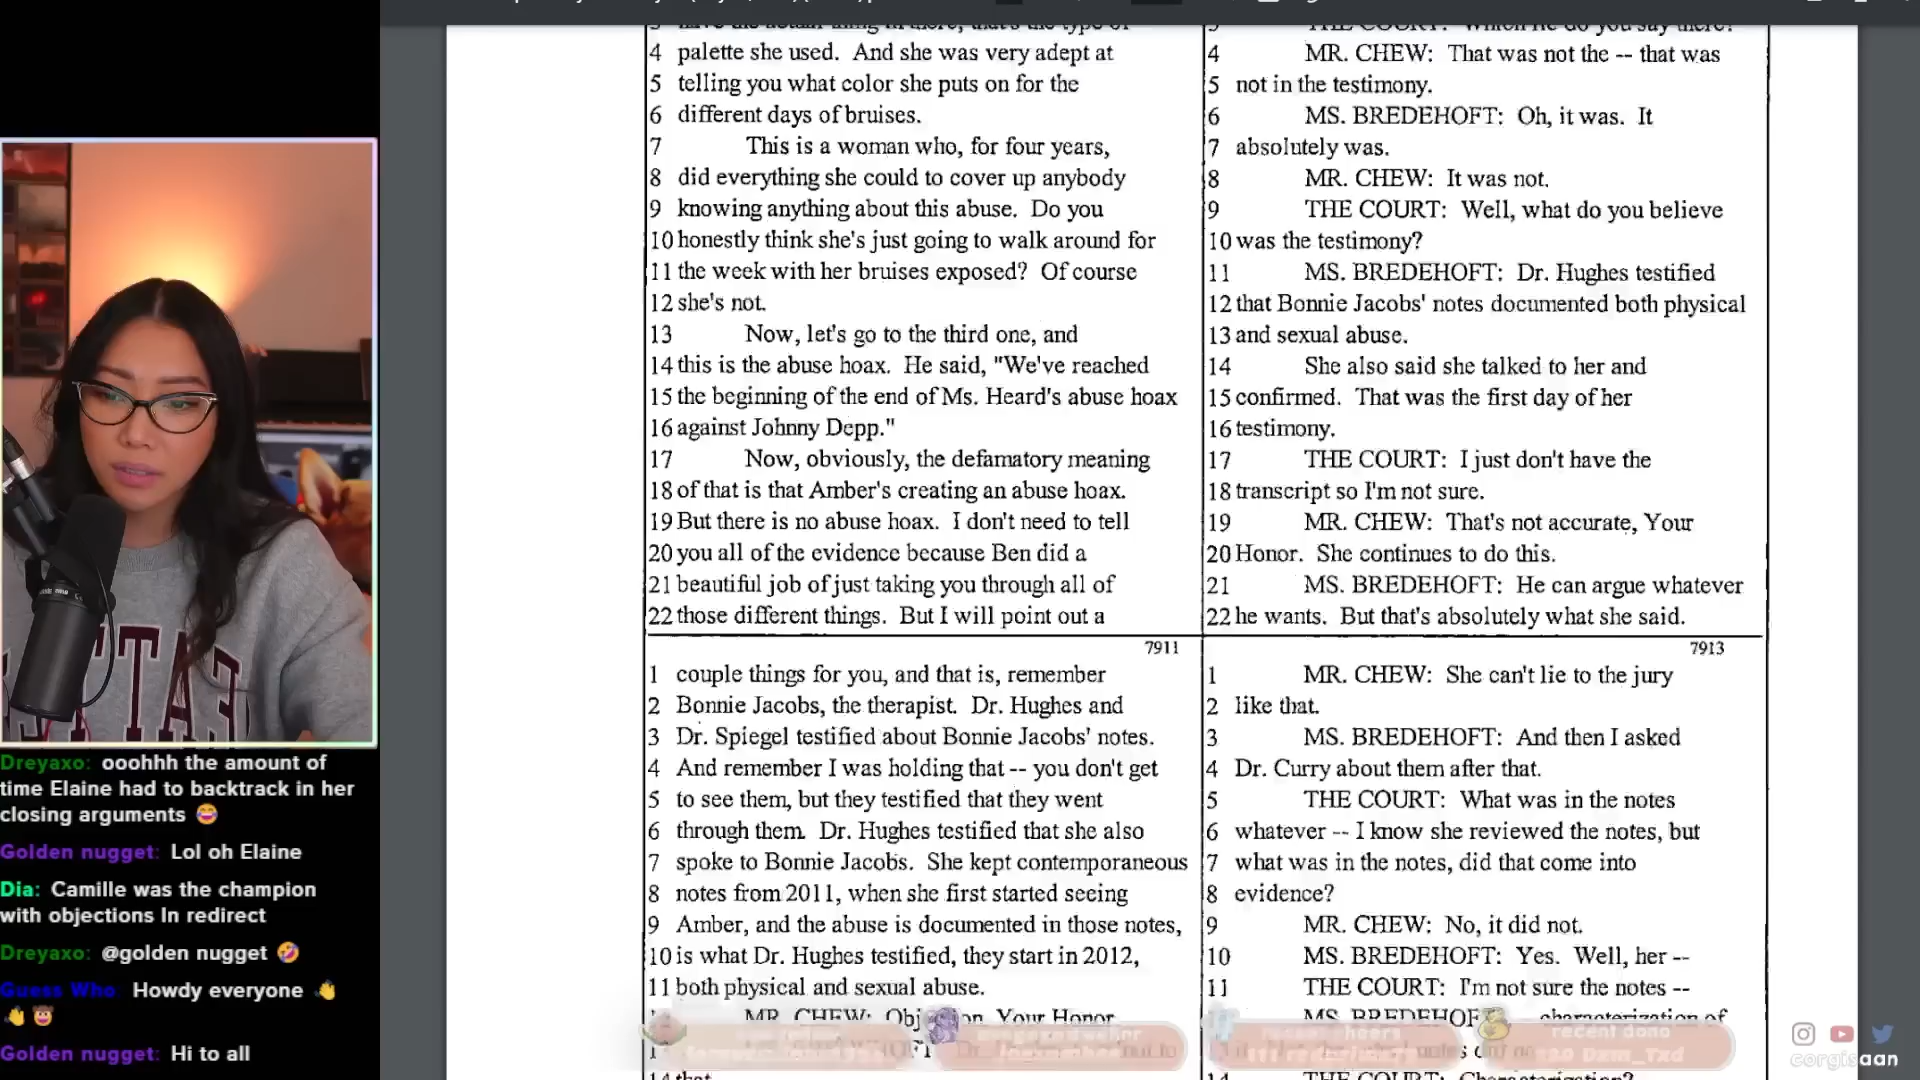 4 palette she used. And she was very adept at
5 telling you what color she puts on for the
6 different days of bruises.
7 This is a woman who, for four years,
8 did everything she could to cover up anybody
9 knowing anything about this abuse. Do you
10 honestly think she's just going to walk around for
11 the week with her bruises exposed? Of course
12 she's not.
13 Now, let's go to the third one, and
14 this is the abuse hoax. He said, "We've reached
15 the beginning of the end of Ms. Heard's abuse hoax
16 against Johnny Depp."
17 Now, obviously, the defamatory meaning
18 of that is that Amber's creating an abuse hoax.
19 But there is no abuse hoax. I don't need to tell
20 you all of the evidence because Ben did a
21 beautiful job of just taking you through all of
22 those different things. But I will point out a
7911
1 couple things for you, and that is, remember
2 Bonnie Jacobs, the therapist. Dr. Hughes and
3 Dr. Spiegel testified about Bonnie Jacobs' notes.
4 And remember I was holding that -- you don't get
5 to see them, but they testified that they went
6 through them. Dr. Hughes testified that she also
7 spoke to Bonnie Jacobs. She kept contemporaneous
8 notes from 2011, when she first started seeing
9 Amber, and the abuse is documented in those notes,
10 is what Dr. Hughes testified, they start in 2012,
11 both physical and sexual abuse.
MR. CHEW: Objection, Your Honor
14 that
4 MR. CHEW: That was not the -- that was
5 not in the testimony.
6 MS. BREDEHOFT: Oh, it was. It
7 absolutely was.
8 MR. CHEW: It was not.
9 THE COURT: Well, what do you believe
10 was the testimony?
11 MS. BREDEHOFT: Dr. Hughes testified
12 that Bonnie Jacobs' notes documented both physical
13 and sexual abuse.
14 She also said she talked to her and
15 confirmed. That was the first day of her
16 testimony.
17 THE COURT: I just don't have the
18 transcript so I'm not sure.
19 MR. CHEW: That's not accurate, Your
20 Honor. She continues to do this.
21 MS. BREDEHOFT: He can argue whatever
22 he wants. But that's absolutely what she said.
7913
1 MR. CHEW: She can't lie to the jury
2 like that.
3 MS. BREDEHOFT: And then I asked
4 Dr. Curry about them after that.
5 THE COURT: What was in the notes
6 whatever -- I know she reviewed the notes, but
7 what was in the notes, did that come into
8 evidence?
9 MR. CHEW: No, it did not.
10 MS. BREDEHOFT: Yes. Well, her --
11 THE COURT: I'm not sure the notes --
MS. BREDEHOFT: characterization of
14 THE COURT: Characterization?
Dreyaxo: ooohhh the amount of
time Elaine had to backtrack in her
closing arguments 😂
Golden nugget: Lol oh Elaine
Dia: Camille was the champion
with objections In redirect
Dreyaxo: @golden nugget 🤣
Guess Who: Howdy everyone 👋
👋 🤠
Golden nugget: Hi to all
recent dono
corgisaan